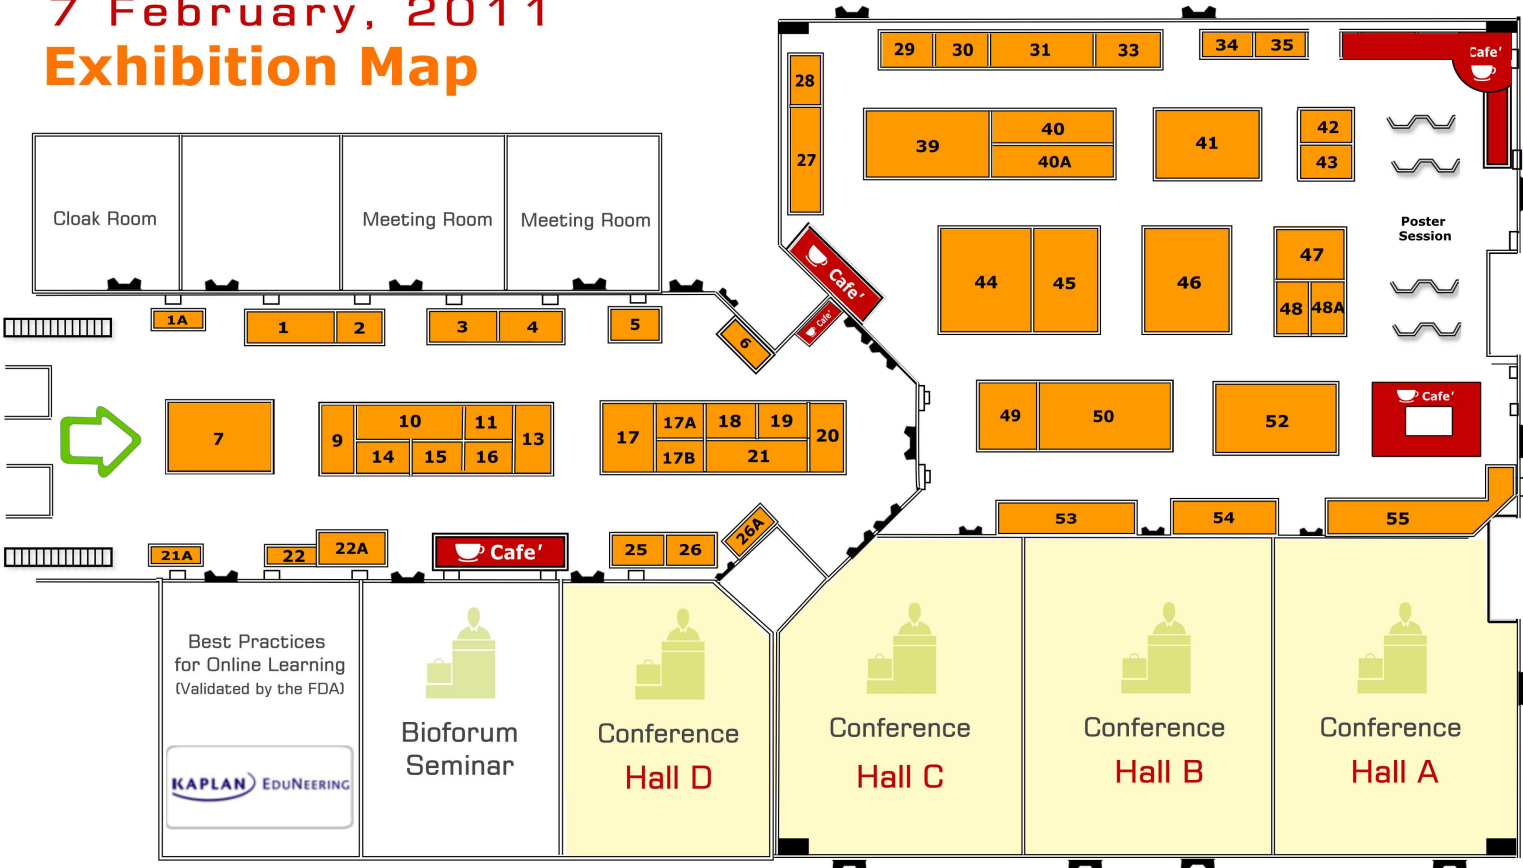 7 February, 2011
Exhibition Map
29 30 31 33 34 35
Cafe'
28
27
39
40
40A
41
42
43
Cloak Room
Meeting Room
Meeting Room
Poster
Session
Cafe'
Cafe'
44 45 46 47
48 48A
1A
1 2 3 4 5
6
7
9
10 11
13
14 15 16
17
17A 18 19
20
17B 21
49 50 52
Cafe'
53 54 55
21A
22
22A
Cafe'
25 26
26A
Best Practices
for Online Learning
(Validated by the FDA)
KAPLAN EDUNEERING
Bioforum
Seminar
Conference
Hall D
Conference
Hall C
Conference
Hall B
Conference
Hall A